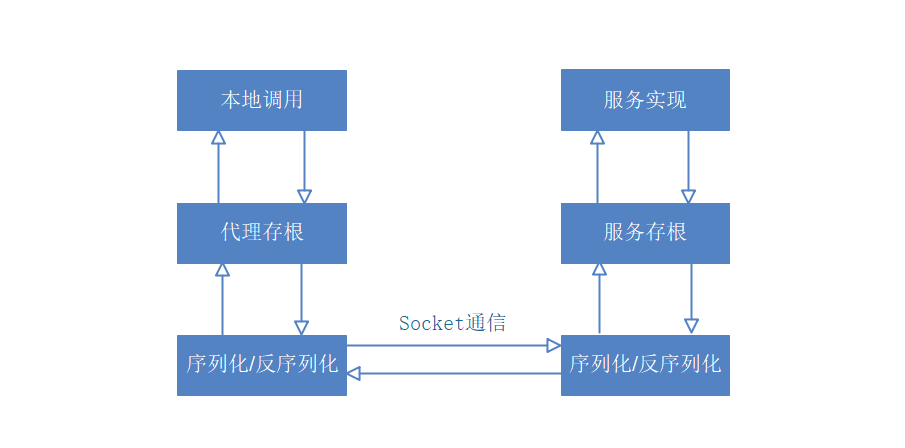 本地调用
服务实现
代理存根
服务存根
Socket通信
序列化/反序列化
序列化/反序列化